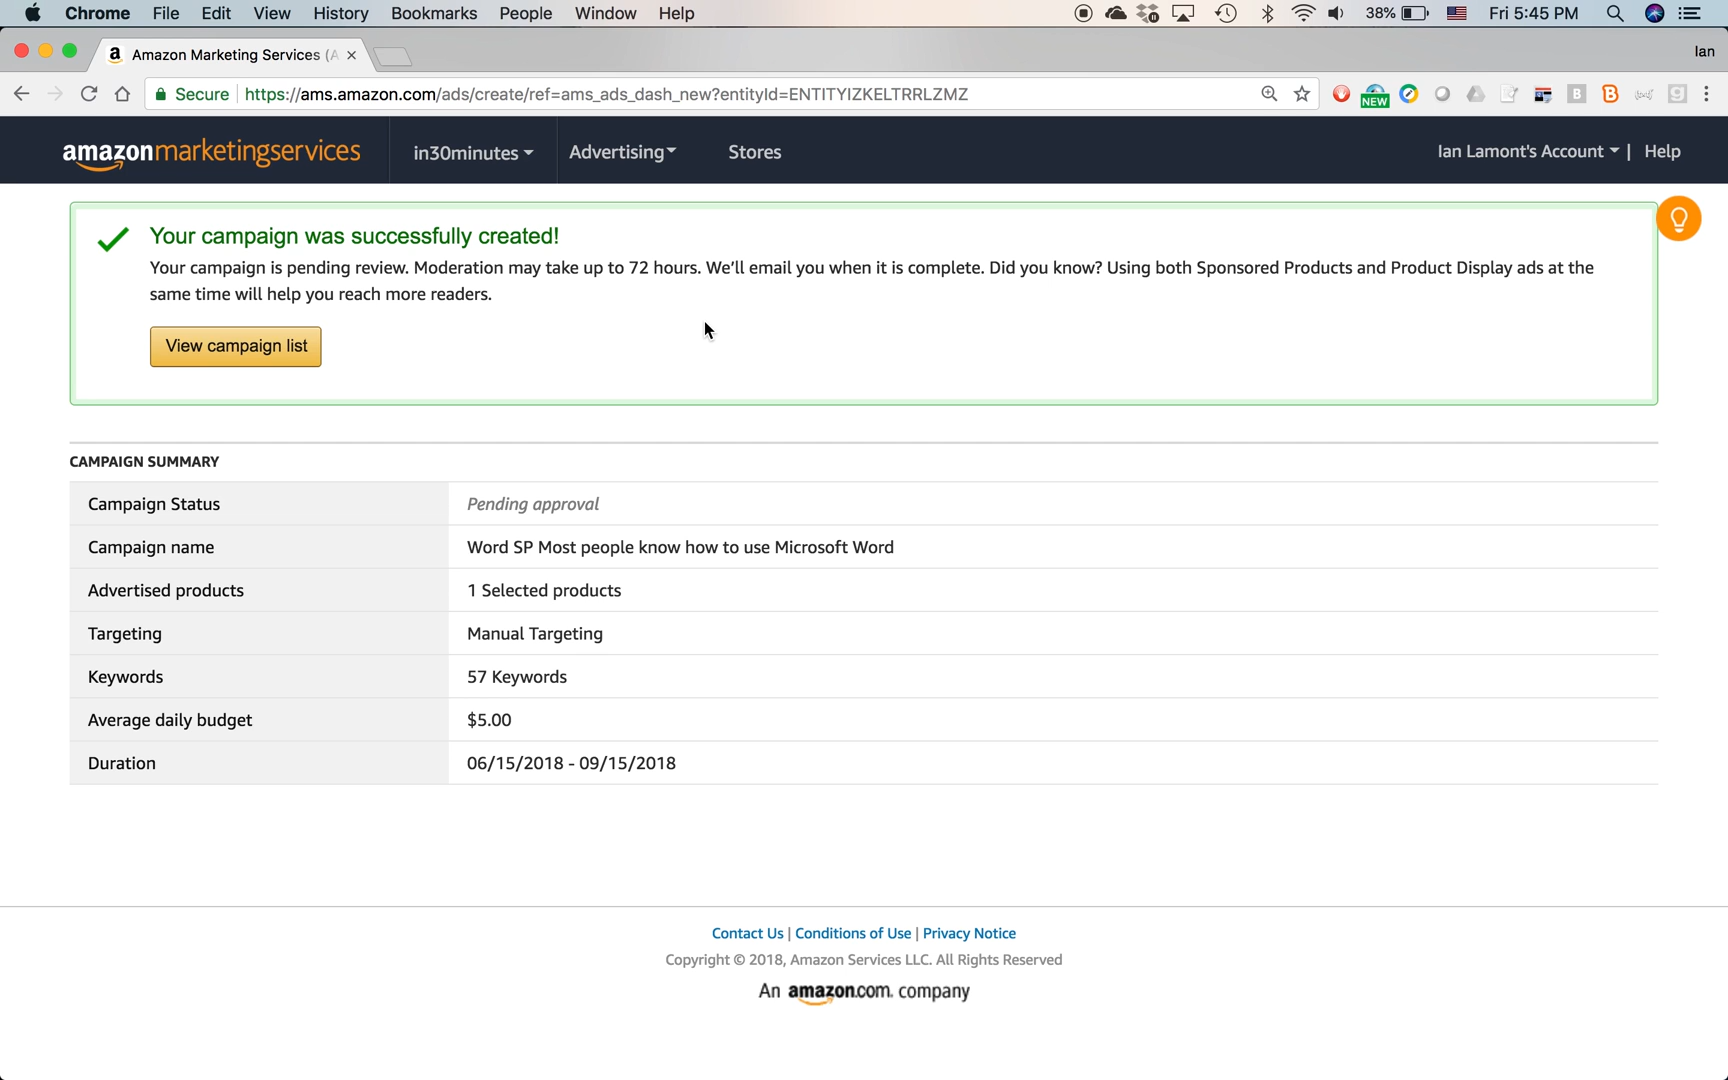 Chrome File Edit View History Bookmarks People Window Help 38% Fri 5:45 PM
a Amazon Marketing Services (A Ian
Secure https://ams.amazon.com/ads/create/ref=ams_ads_dash_new?entityId=ENTITYIZKELTRRLZMZ NEW B B g
amazonmarketingservices in30minutes Advertising Stores Ian Lamont's Account | Help
Your campaign was successfully created!
Your campaign is pending review. Moderation may take up to 72 hours. We'll email you when it is complete. Did you know? Using both Sponsored Products and Product Display ads at the
same time will help you reach more readers.
View campaign list
CAMPAIGN SUMMARY
Campaign Status Pending approval
Campaign name Word SP Most people know how to use Microsoft Word
Advertised products 1 Selected products
Targeting Manual Targeting
Keywords 57 Keywords
Average daily budget $5.00
Duration 06/15/2018 - 09/15/2018
Contact Us | Conditions of Use | Privacy Notice
Copyright © 2018, Amazon Services LLC. All Rights Reserved
An amazon.com. company